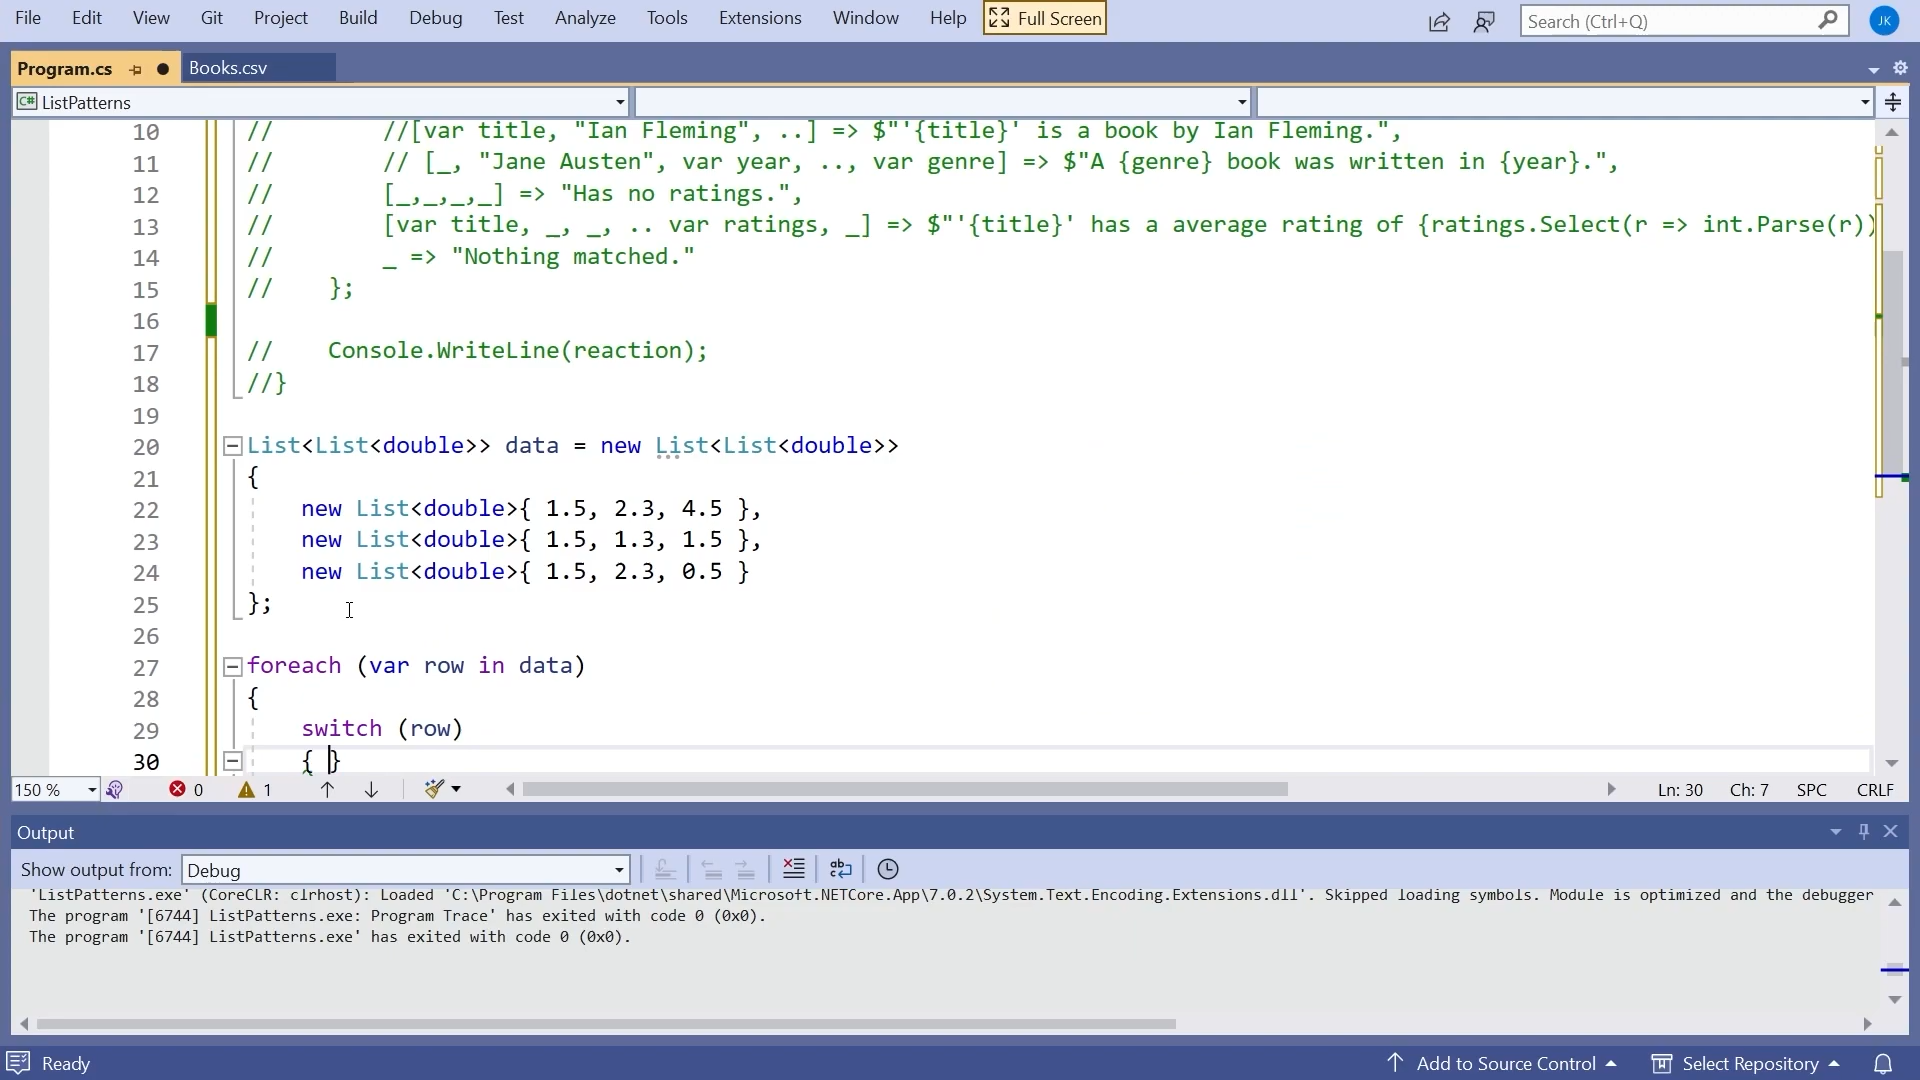 File Edit View Git Project Build Debug Test Analyze Tools Extensions Window Help Full Screen Search (Ctrl+Q) JK
Program.cs Books.csv
C# ListPatterns
10 // //[var title, "Ian Fleming", ..] => $"'{title}' is a book by Ian Fleming.",
11 // // [_, "Jane Austen", var year, .., var genre] => $"A {genre} book was written in {year}.",
12 // [_,_,_,_] => "Has no ratings.",
13 // [var title, _, _, .. var ratings, _] => $"'{title}' has a average rating of {ratings.Select(r => int.Parse(r))
14 // _ => "Nothing matched."
15 // };
16
17 // Console.WriteLine(reaction);
18 //}
19
20 List<List<double>> data = new List<List<double>>
21 {
22 new List<double>{ 1.5, 2.3, 4.5 },
23 new List<double>{ 1.5, 1.3, 1.5 },
24 new List<double>{ 1.5, 2.3, 0.5 }
25 };
26
27 foreach (var row in data)
28 {
29 switch (row)
30 { }
150 % 0 1 Ln: 30 Ch: 7 SPC CRLF
Output
Show output from: Debug
'ListPatterns.exe' (CoreCLR: clrhost): Loaded 'C:\Program Files\dotnet\shared\Microsoft.NETCore.App\7.0.2\System.Text.Encoding.Extensions.dll'. Skipped loading symbols. Module is optimized and the debugger
The program '[6744] ListPatterns.exe: Program Trace' has exited with code 0 (0x0).
The program '[6744] ListPatterns.exe' has exited with code 0 (0x0).
Ready Add to Source Control Select Repository